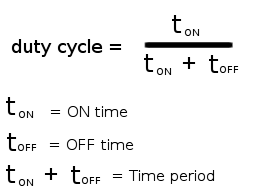 duty cycle = tON / tON + tOFF
tON = ON time
tOFF = OFF time
tON + tOFF = Time period